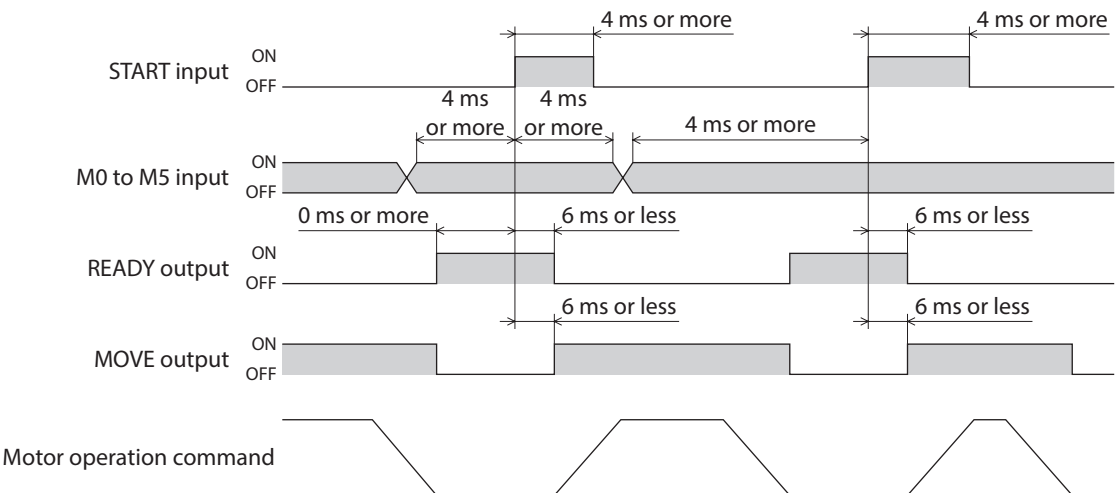 4 ms or more
4 ms or more
START input
ON
OFF
4 ms
or more
4 ms
or more
4 ms or more
M0 to M5 input
ON
OFF
0 ms or more
6 ms or less
6 ms or less
READY output
ON
OFF
6 ms or less
6 ms or less
MOVE output
ON
OFF
Motor operation command